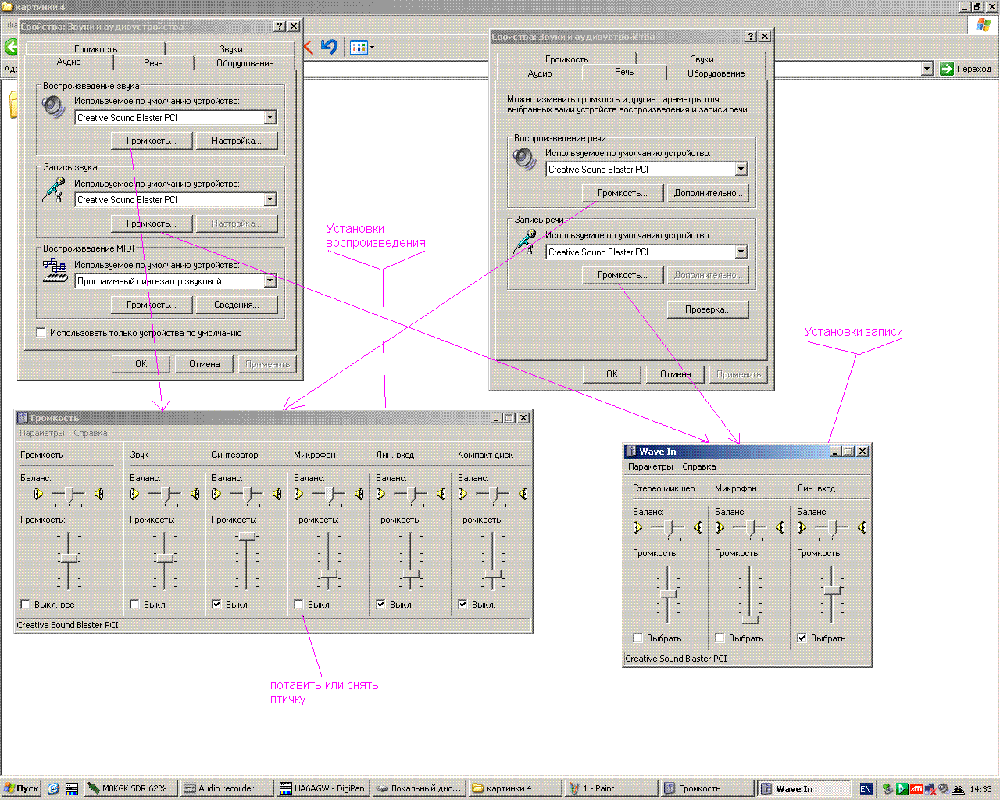 картинки 4
Адр
Переход
Свойства: Звуки и аудиоустройства
Громкость Звуки
Аудио Речь Оборудование
Воспроизведение звука
Используемое по умолчанию устройство:
Creative Sound Blaster PCI
Громкость... Настройка...
Запись звука
Используемое по умолчанию устройство:
Creative Sound Blaster PCI
Громкость... Настройка...
Воспроизведение MIDI
Используемое по умолчанию устройство:
Программный синтезатор звуковой
Громкость... Сведения...
Использовать только устройства по умолчанию
OK Отмена Применить
Установки
воспроизведения
Свойства: Звуки и аудиоустройства
Громкость Звуки
Аудио Речь Оборудование
Можно изменить громкость и другие параметры для
выбранных вами устройств воспроизведения и записи речи.
Воспроизведение речи
Используемое по умолчанию устройство:
Creative Sound Blaster PCI
Громкость... Дополнительно...
Запись речи
Используемое по умолчанию устройство:
Creative Sound Blaster PCI
Громкость... Дополнительно...
Проверка...
OK Отмена Применить
Установки записи
Громкость
Параметры Справка
Громкость Звук Синтезатор Микрофон Лин. вход Компакт-диск
Баланс: Баланс: Баланс: Баланс: Баланс: Баланс:
Громкость: Громкость: Громкость: Громкость: Громкость: Громкость:
Выкл. все Выкл. Выкл. Выкл. Выкл. Выкл.
Creative Sound Blaster PCI
потавить или снять
птичку
Wave In
Параметры Справка
Стерео микшер Микрофон Лин. вход
Баланс: Баланс: Баланс:
Громкость: Громкость: Громкость:
Выбрать Выбрать Выбрать
Creative Sound Blaster PCI
Пуск M0KGK SDR 62% Audio recorder UA6AGW - DigiPan Локальный дис... картинки 4 1 - Paint Громкость Wave In EN ATI 14:33